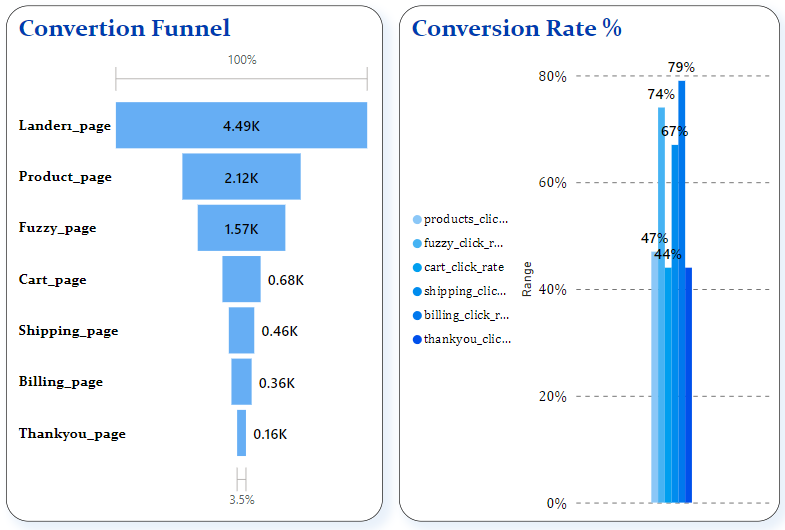 Convertion Funnel
100%
Lander1_page 4.49K
Product_page 2.12K
Fuzzy_page 1.57K
Cart_page 0.68K
Shipping_page 0.46K
Billing_page 0.36K
Thankyou_page 0.16K
3.5%
Conversion Rate %
products_clic...
fuzzy_click_r...
cart_click_rate
shipping_clic...
billing_click_r...
thankyou_clic...
Range
80%
60%
40%
20%
0%
79%
74%
67%
47%
44%